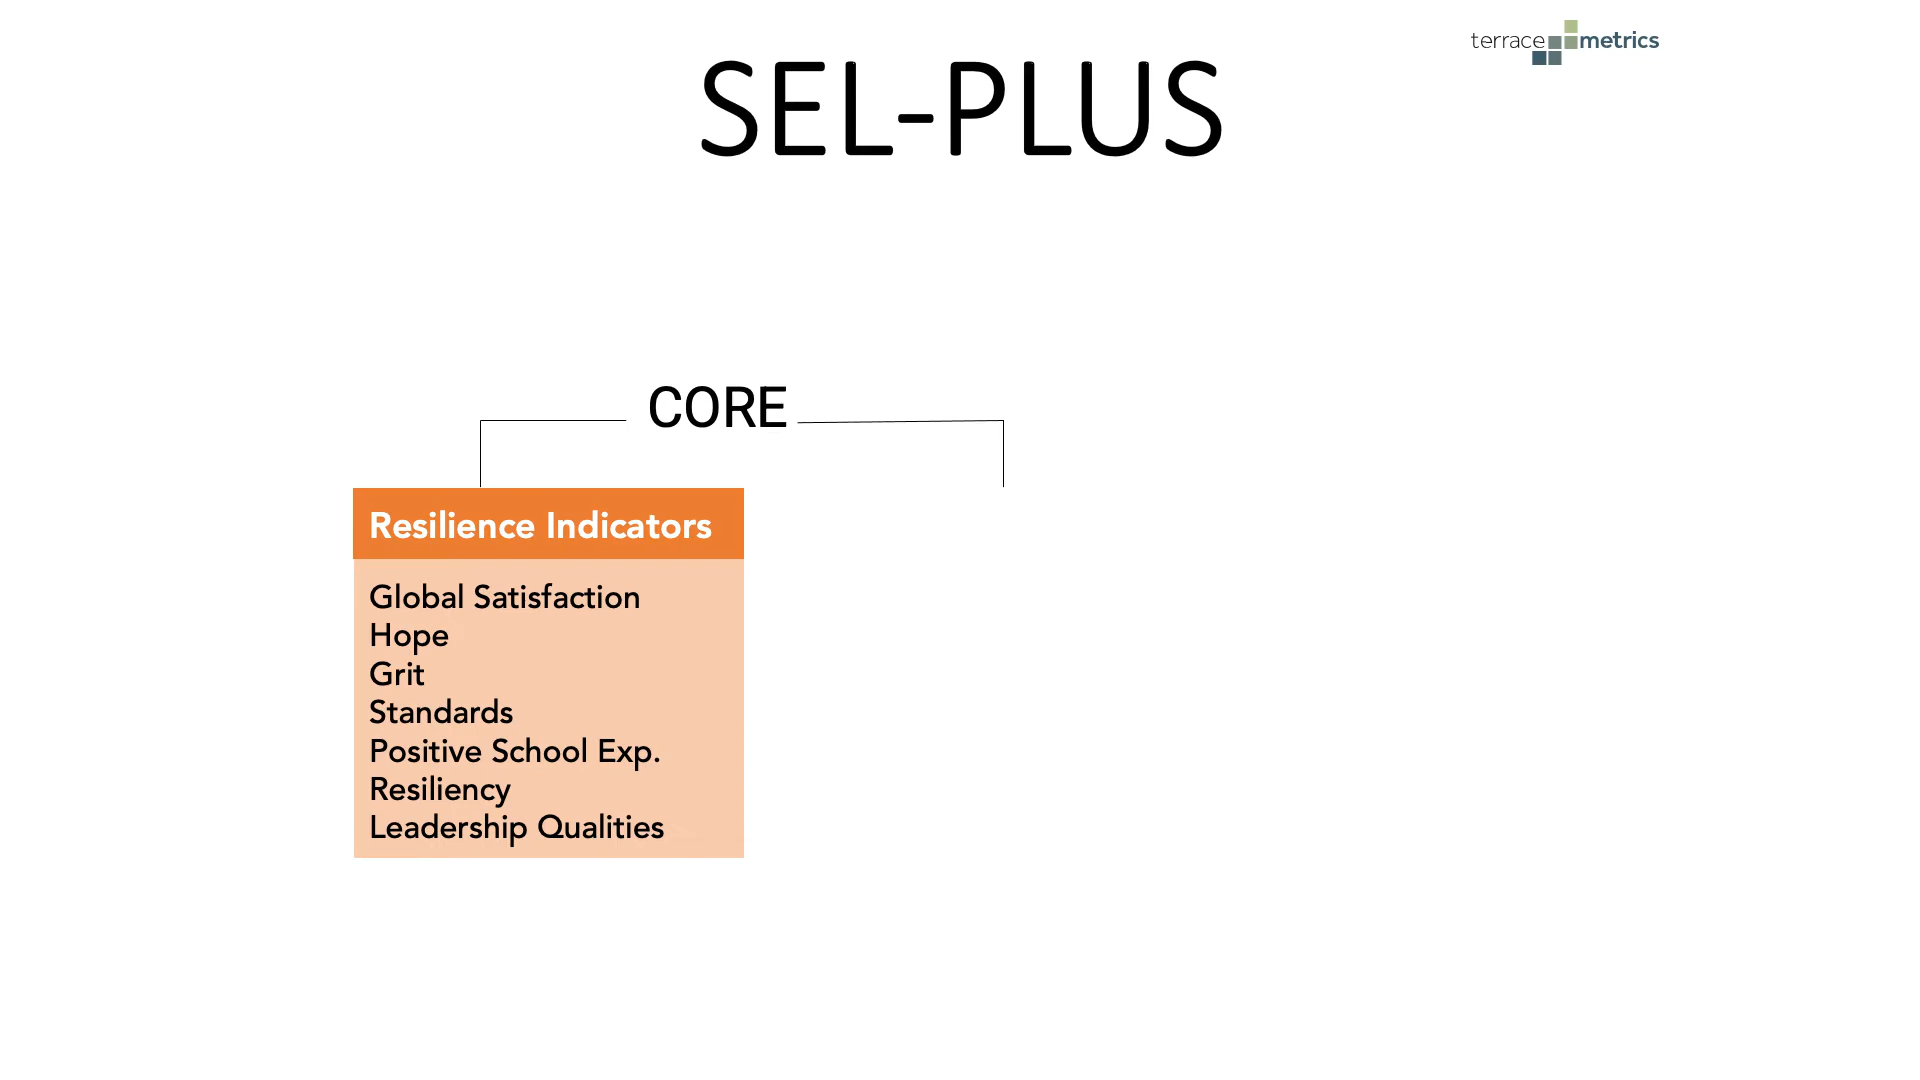 terrace metrics
SEL-PLUS
CORE
Resilience Indicators
Global Satisfaction
Hope
Grit
Standards
Positive School Exp.
Resiliency
Leadership Qualities